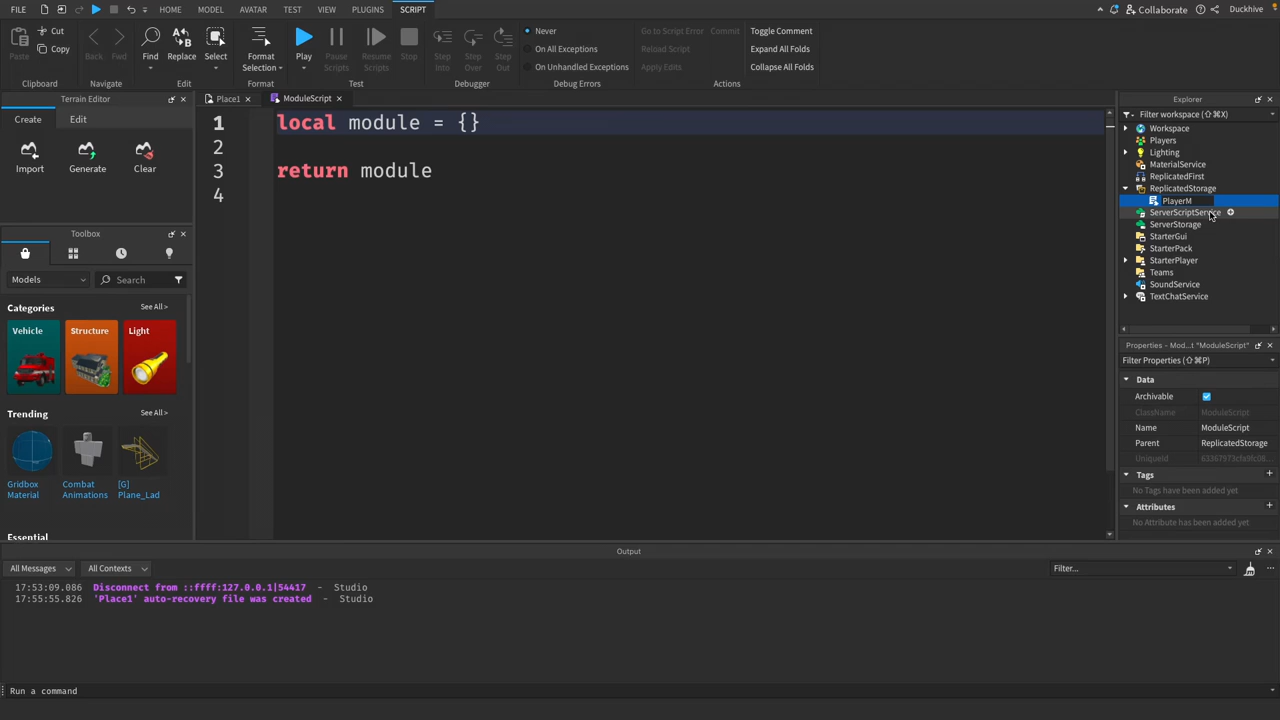 FILE MODEL AVATAR TEST VIEW PLUGINS SCRIPT Collaborate Duckhive
HOME
Cut
Copy
Paste
Clipboard
Back Fwd
Navigate
Find Replace Select
Edit
Format
Selection
Format
Play Pause
Scripts Resume
Scripts Stop
Test
Step
Into Step
Over Step
Out
Debugger
Never
On All Exceptions
On Unhandled Exceptions
Debug Errors
Go to Script Error Commit
Reload Script
Apply Edits
Toggle Comment
Expand All Folds
Collapse All Folds
Actions
Terrain Editor
Create Edit
Import Generate Clear
Toolbox
Models Search
Categories See All >
Vehicle Structure Light
Trending See All >
Gridbox
Material
Combat
Animations
[G]
Plane_Lad
Essential
Place1 ModuleScript
1 local module = {}
2
3 return module
4
Explorer
Filter workspace (⇧⌘X)
Workspace
Players
Lighting
MaterialService
ReplicatedFirst
ReplicatedStorage
PlayerM
ServerScriptService
ServerStorage
StarterGui
StarterPack
StarterPlayer
Teams
SoundService
TextChatService
Properties - Mod...t "ModuleScript"
Filter Properties (⇧⌘P)
Data
Archivable
ClassName ModuleScript
Name ModuleScript
Parent ReplicatedStorage
UniqueId 63367973cfa9fc08...
Tags
No Tags have been added yet
Attributes
No Attribute has been added yet
Output
All Messages All Contexts Filter...
17:53:09.086 Disconnect from ::ffff:127.0.0.1|54417 - Studio
17:55:55.826 'Place1' auto-recovery file was created - Studio
Run a command